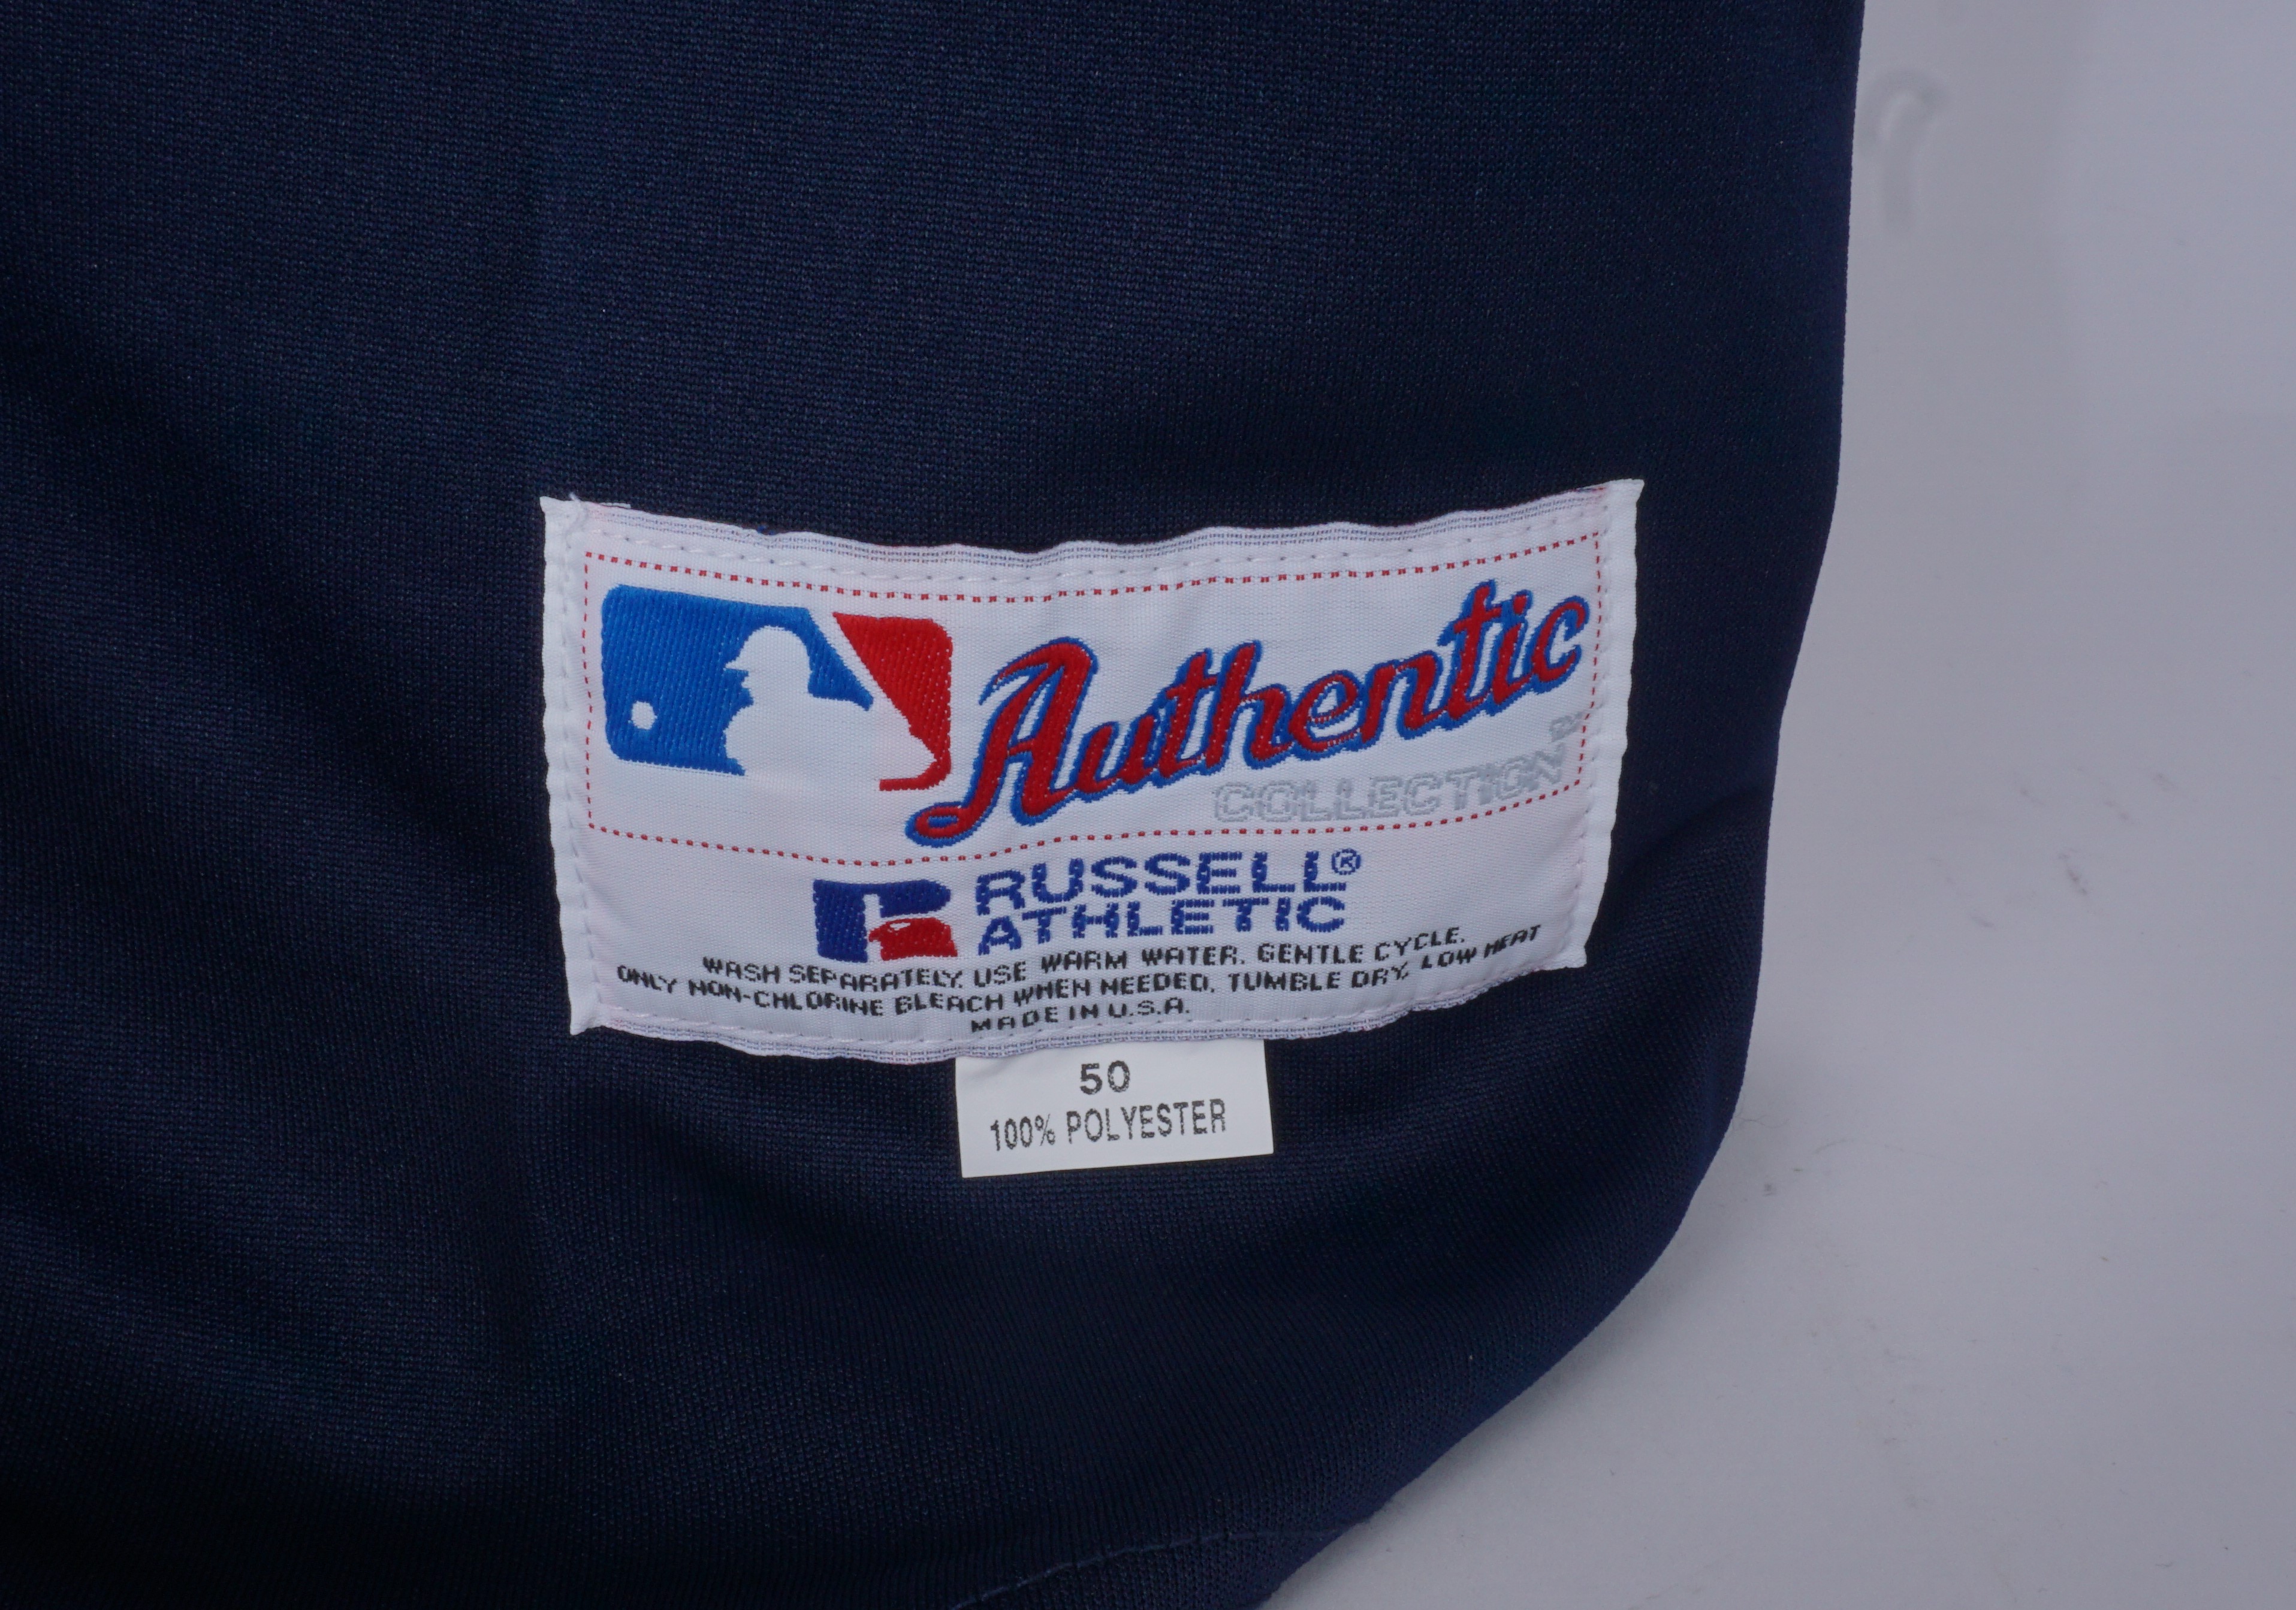 Authentic
COLLECTION™
RUSSELL®
ATHLETIC
WASH SEPARATELY. USE WARM WATER. GENTLE CYCLE.
ONLY NON-CHLORINE BLEACH WHEN NEEDED. TUMBLE DRY. LOW HEAT
MADE IN U.S.A.
50
100% POLYESTER